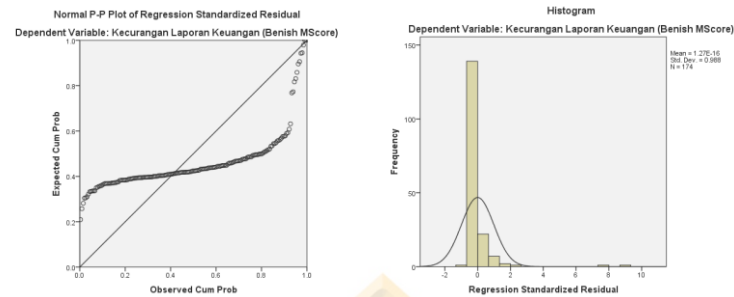 Normal P-P Plot of Regression Standardized Residual
Dependent Variable: Kecurangan Laporan Keuangan (Benish MScore)
1.0
0.8
0.6
0.4
0.2
0.0
Expected Cum Prob
0.0 0.2 0.4 0.6 0.8 1.0
Observed Cum Prob
Histogram
Dependent Variable: Kecurangan Laporan Keuangan (Benish MScore)
Mean = 1.27E-16
Std. Dev. = 0.988
N = 174
150
100
50
0
Frequency
-2 0 2 4 6 8 10
Regression Standardized Residual